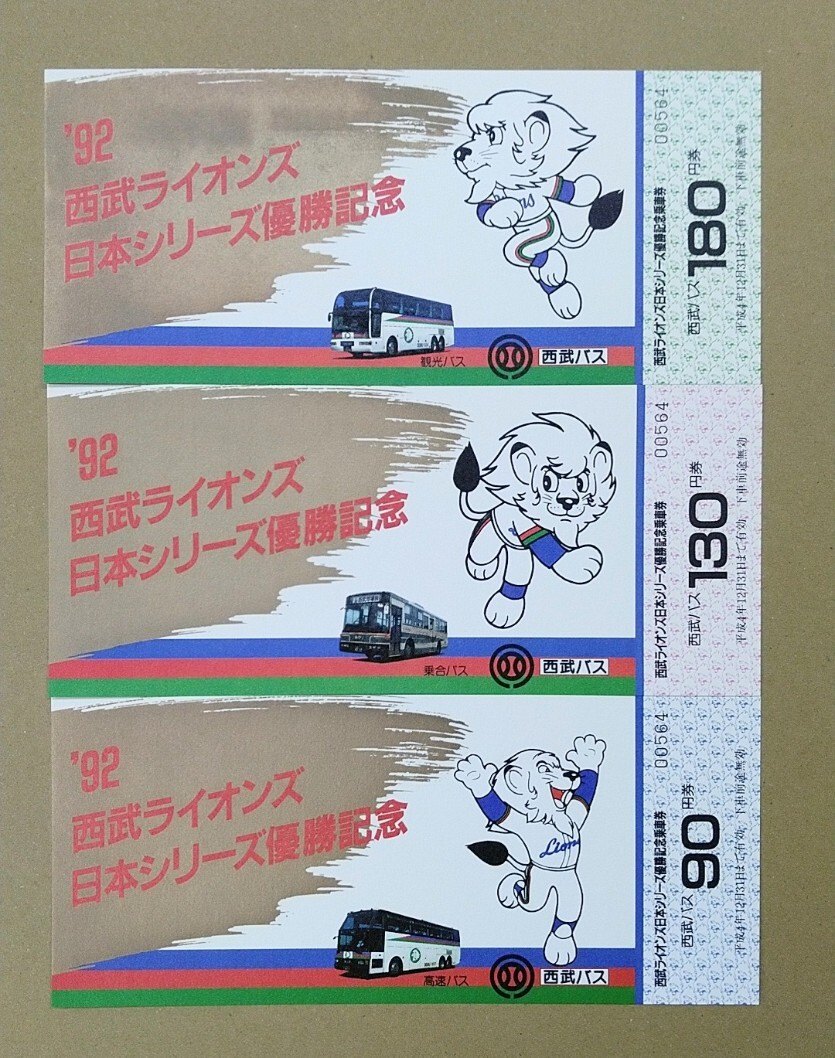 '92
西武ライオンズ
日本シリーズ優勝記念
観光バス
西武バス
西武ライオンズ日本シリーズ優勝記念乗車券
00564
西武バス180円券
平成4年12月31日まで有効、下車前途無効
'92
西武ライオンズ
日本シリーズ優勝記念
乗合バス
西武バス
西武ライオンズ日本シリーズ優勝記念乗車券
00564
西武バス130円券
平成4年12月31日まで有効、下車前途無効
'92
西武ライオンズ
日本シリーズ優勝記念
Lions
高速バス
西武バス
西武ライオンズ日本シリーズ優勝記念乗車券
00564
西武バス90円券
平成4年12月31日まで有効、下車前途無効